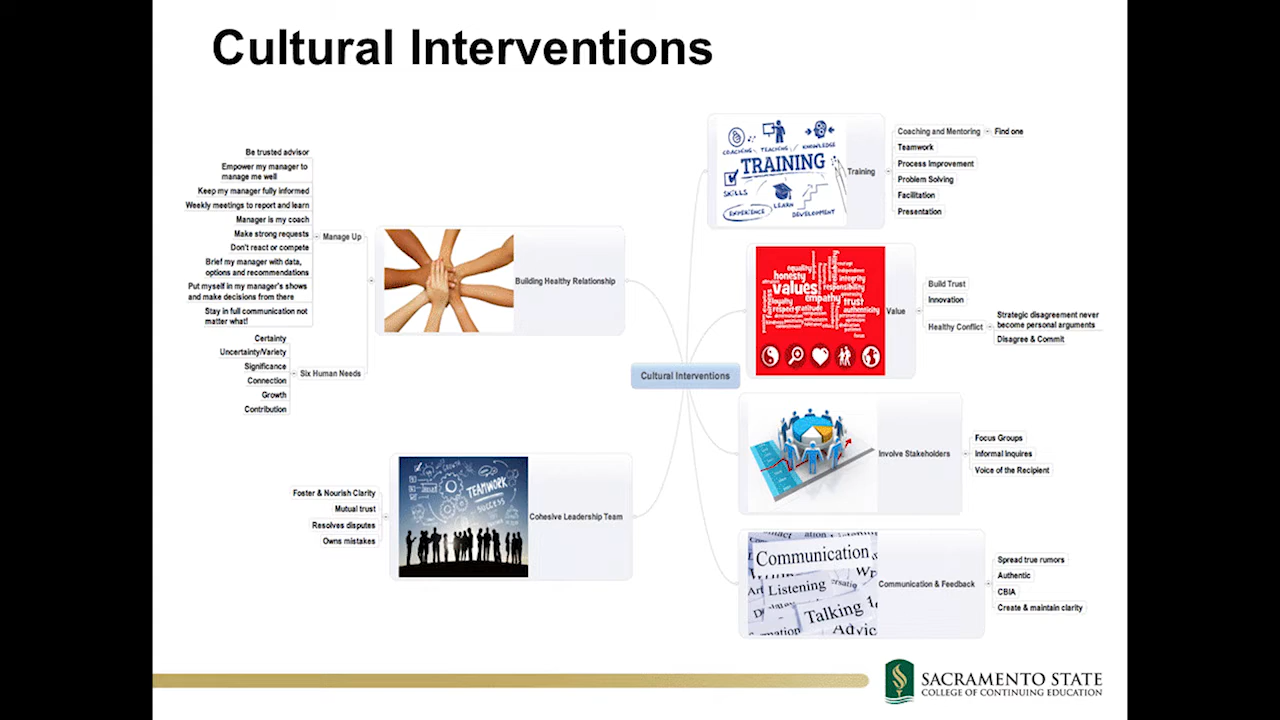 Cultural Interventions
Be trusted advisor
Empower my manager to
manage me well
Keep my manager fully informed
Weekly meetings to report and learn
Manager is my coach
Make strong requests
Don't react or compete
Brief my manager with data,
options and recommendations
Put myself in my manager's shows
and make decisions from there
Stay in full communication not
matter what!
Manage Up
Certainty
Uncertainty/Variety
Significance
Connection
Growth
Contribution
Six Human Needs
Building Healthy Relationship
Foster & Nourish Clarity
Mutual trust
Resolves disputes
Owns mistakes
TEAMWORK
SUCCESS
Cohesive Leadership Team
Cultural Interventions
COACHING TEACHING KNOWLEDGE
TRAINING
SKILLS
LEARN
EXPERIENCE
DEVELOPMENT
Training
Coaching and Mentoring
Find one
Teamwork
Process Improvement
Problem Solving
Facilitation
Presentation
equality
honesty
integrity
values
responsibility
empathy
trust
loyalty
respect
gratitude
authenticity
Value
Build Trust
Innovation
Healthy Conflict
Strategic disagreement never
become personal arguments
Disagree & Commit
Involve Stakeholders
Focus Groups
Informal Inquires
Voice of the Recipient
Communication
Listening
Talking
Advic
Communication & Feedback
Spread true rumors
Authentic
CBIA
Create & maintain clarity
SACRAMENTO STATE
COLLEGE OF CONTINUING EDUCATION